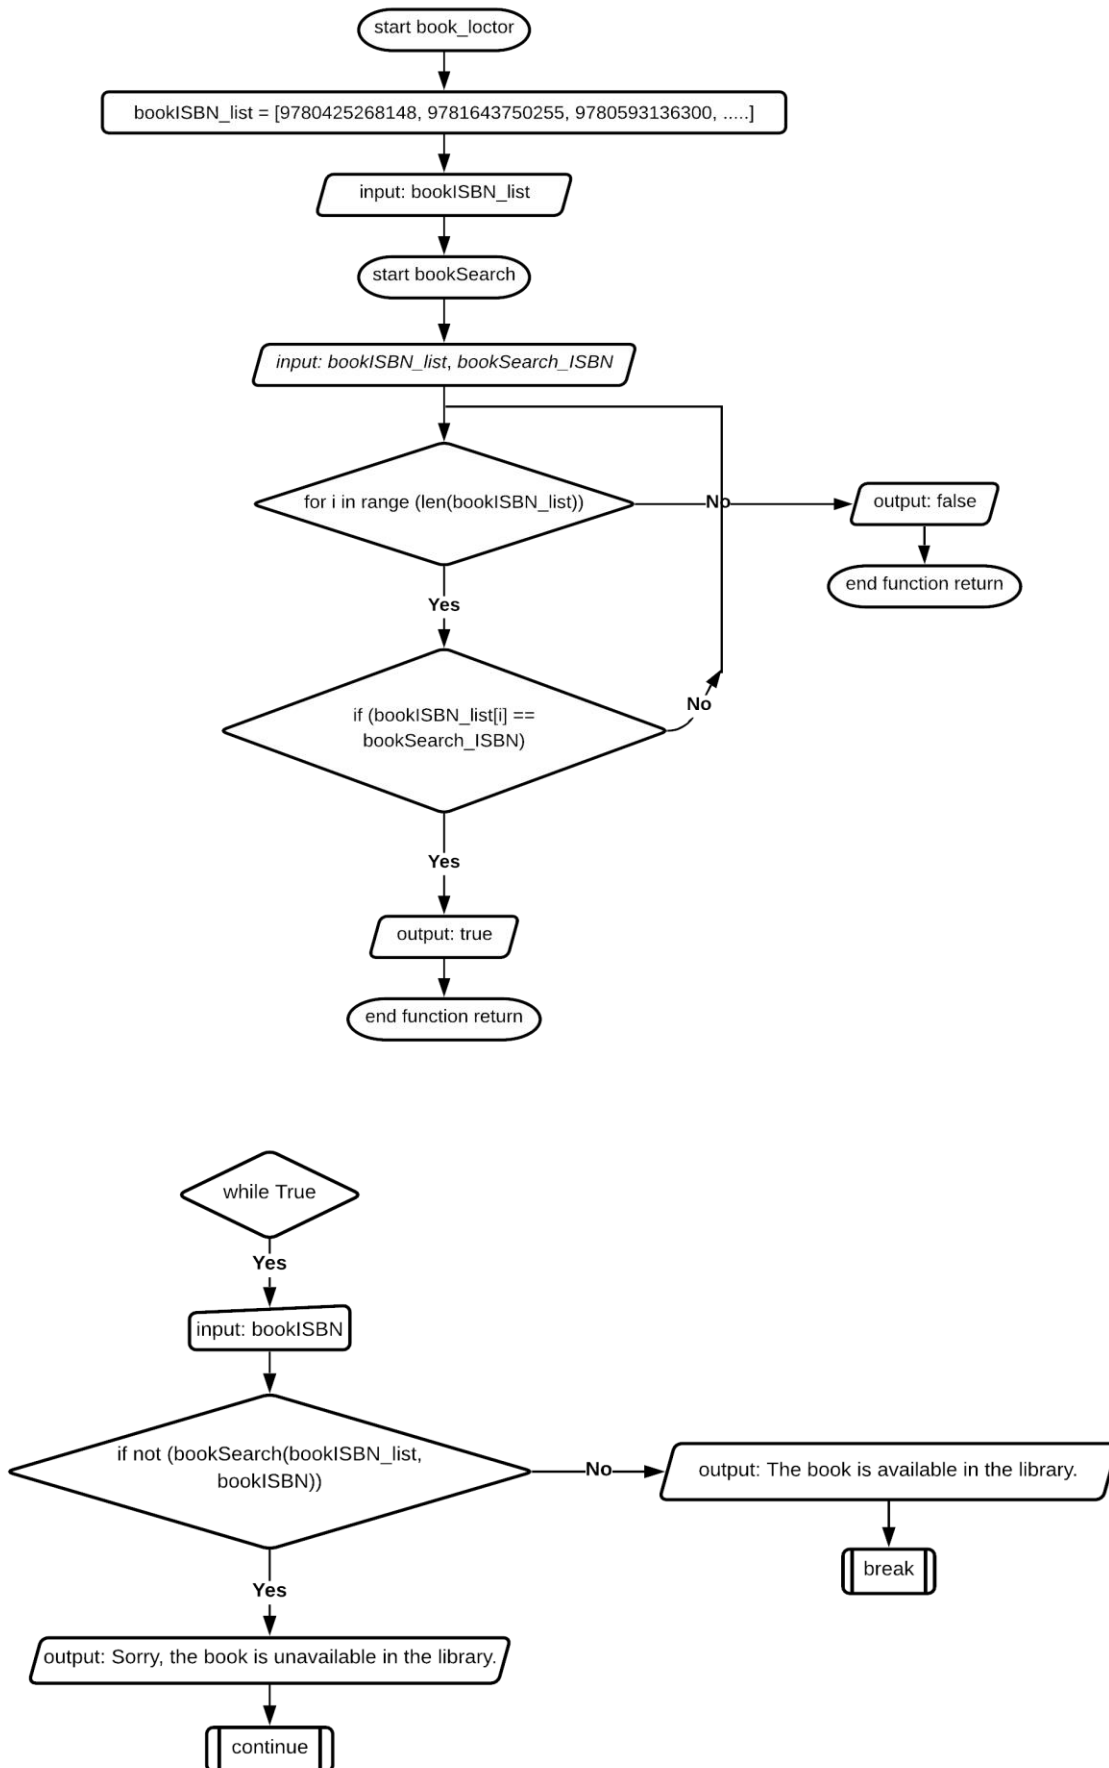 start book_loctor
bookISBN_list = [9780425268148, 9781643750255, 9780593136300, .....]
input: bookISBN_list
start bookSearch
input: bookISBN_list, bookSearch_ISBN
for i in range (len(bookISBN_list))
No
output: false
end function return
Yes
if (bookISBN_list[i] ==
bookSearch_ISBN)
No
Yes
output: true
end function return
while True
Yes
input: bookISBN
if not (bookSearch(bookISBN_list,
bookISBN))
No
output: The book is available in the library.
break
Yes
output: Sorry, the book is unavailable in the library.
continue